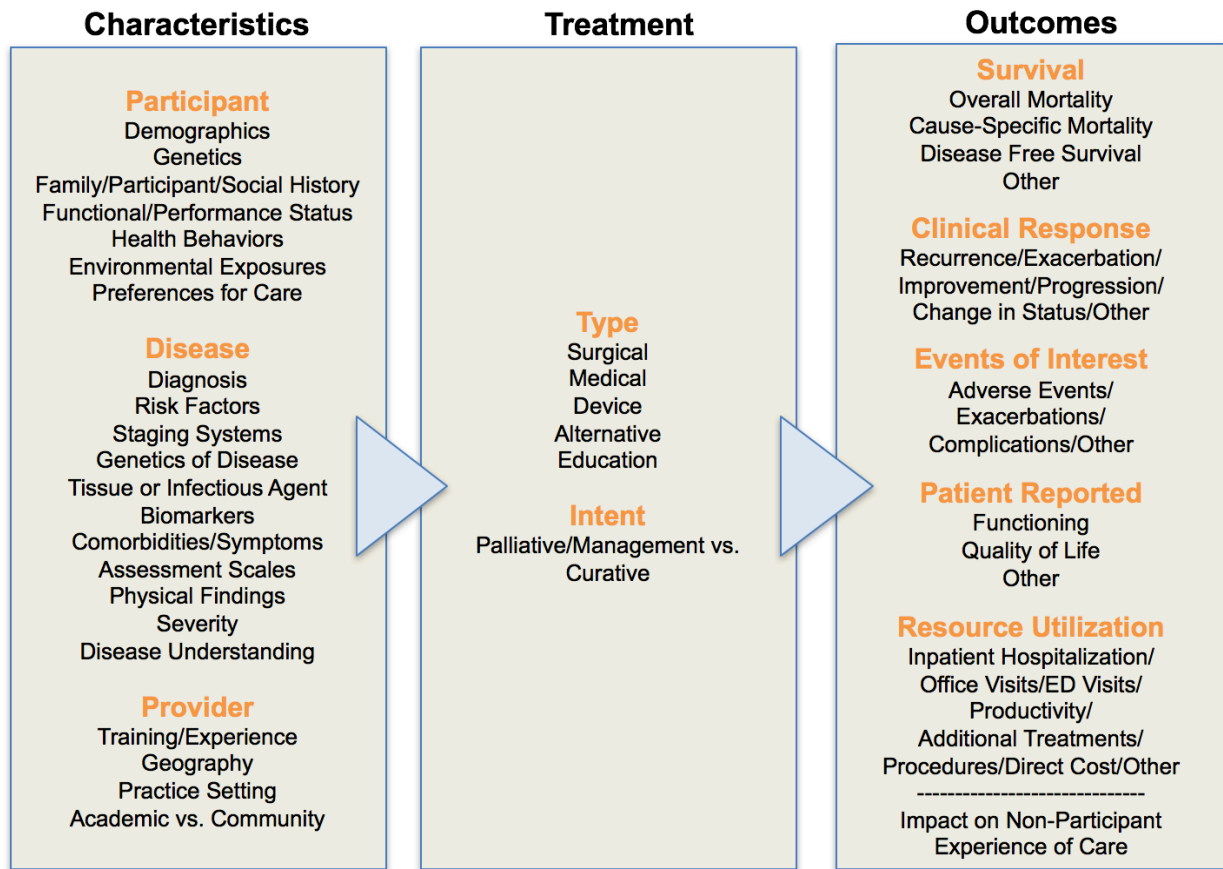 Characteristics
Participant
Demographics
Genetics
Family/Participant/Social History
Functional/Performance Status
Health Behaviors
Environmental Exposures
Preferences for Care
Disease
Diagnosis
Risk Factors
Staging Systems
Genetics of Disease
Tissue or Infectious Agent
Biomarkers
Comorbidities/Symptoms
Assessment Scales
Physical Findings
Severity
Disease Understanding
Provider
Training/Experience
Geography
Practice Setting
Academic vs. Community
Treatment
Type
Surgical
Medical
Device
Alternative
Education
Intent
Palliative/Management vs.
Curative
Outcomes
Survival
Overall Mortality
Cause-Specific Mortality
Disease Free Survival
Other
Clinical Response
Recurrence/Exacerbation/
Improvement/Progression/
Change in Status/Other
Events of Interest
Adverse Events/
Exacerbations/
Complications/Other
Patient Reported
Functioning
Quality of Life
Other
Resource Utilization
Inpatient Hospitalization/
Office Visits/ED Visits/
Productivity/
Additional Treatments/
Procedures/Direct Cost/Other
------------------------------
Impact on Non-Participant
Experience of Care